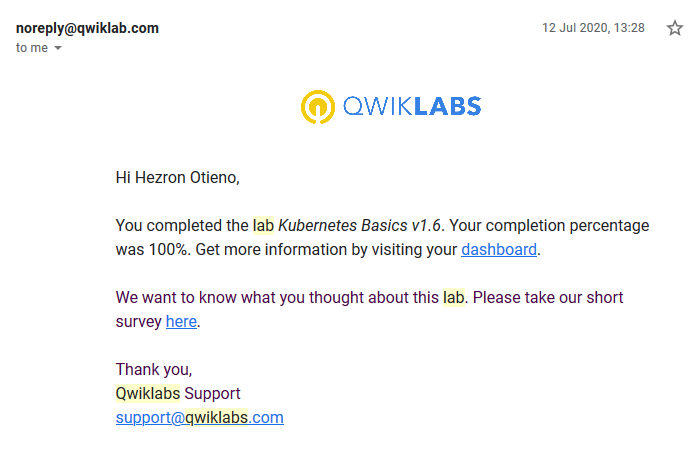 noreply@qwiklab.com
12 Jul 2020, 13:28
to me
QWIKLABS
Hi Hezron Otieno,
You completed the lab Kubernetes Basics v1.6. Your completion percentage
was 100%. Get more information by visiting your dashboard.
We want to know what you thought about this lab. Please take our short
survey here.
Thank you,
Qwiklabs Support
support@qwiklabs.com